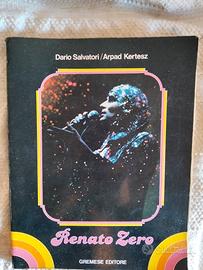 Dario Salvatori/Arpad Kertesz
Renato Zero
GREMESE EDITORE